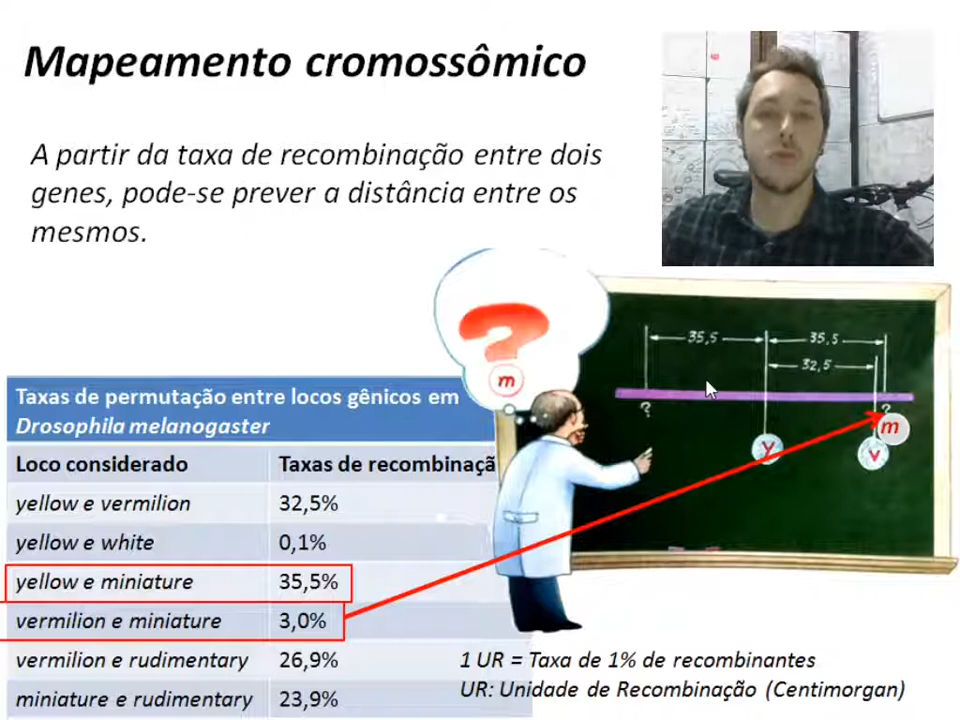 Mapeamento cromossômico
A partir da taxa de recombinação entre dois
genes, pode-se prever a distância entre os
mesmos.
?
m
35,5
35,5
32,5
?
?
m
y
v
Taxas de permutação entre locos gênicos em
Drosophila melanogaster
Loco considerado Taxas de recombinaçã
yellow e vermilion 32,5%
yellow e white 0,1%
yellow e miniature 35,5%
vermilion e miniature 3,0%
vermilion e rudimentary 26,9%
miniature e rudimentary 23,9%
1 UR = Taxa de 1% de recombinantes
UR: Unidade de Recombinação (Centimorgan)